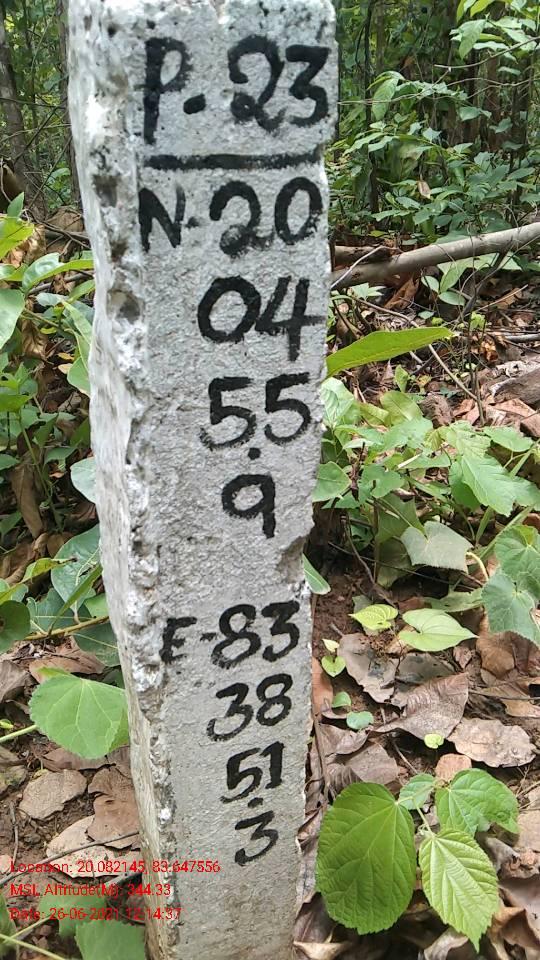 P-23
N-20
04
55
.9
E-83
38
51
.3
Location: 20.082145, 83.647556
MSL Altitude(M): 344.33
Date: 26-06-2021 12:14:37